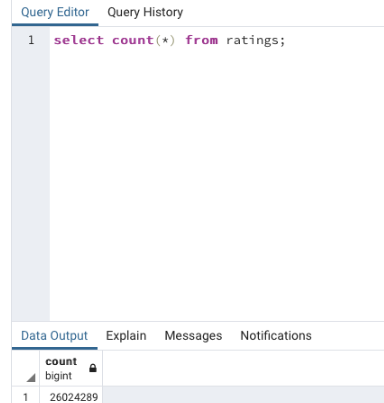 Query Editor Query History
1 select count(*) from ratings;
Data Output Explain Messages Notifications
count
bigint
1 26024289